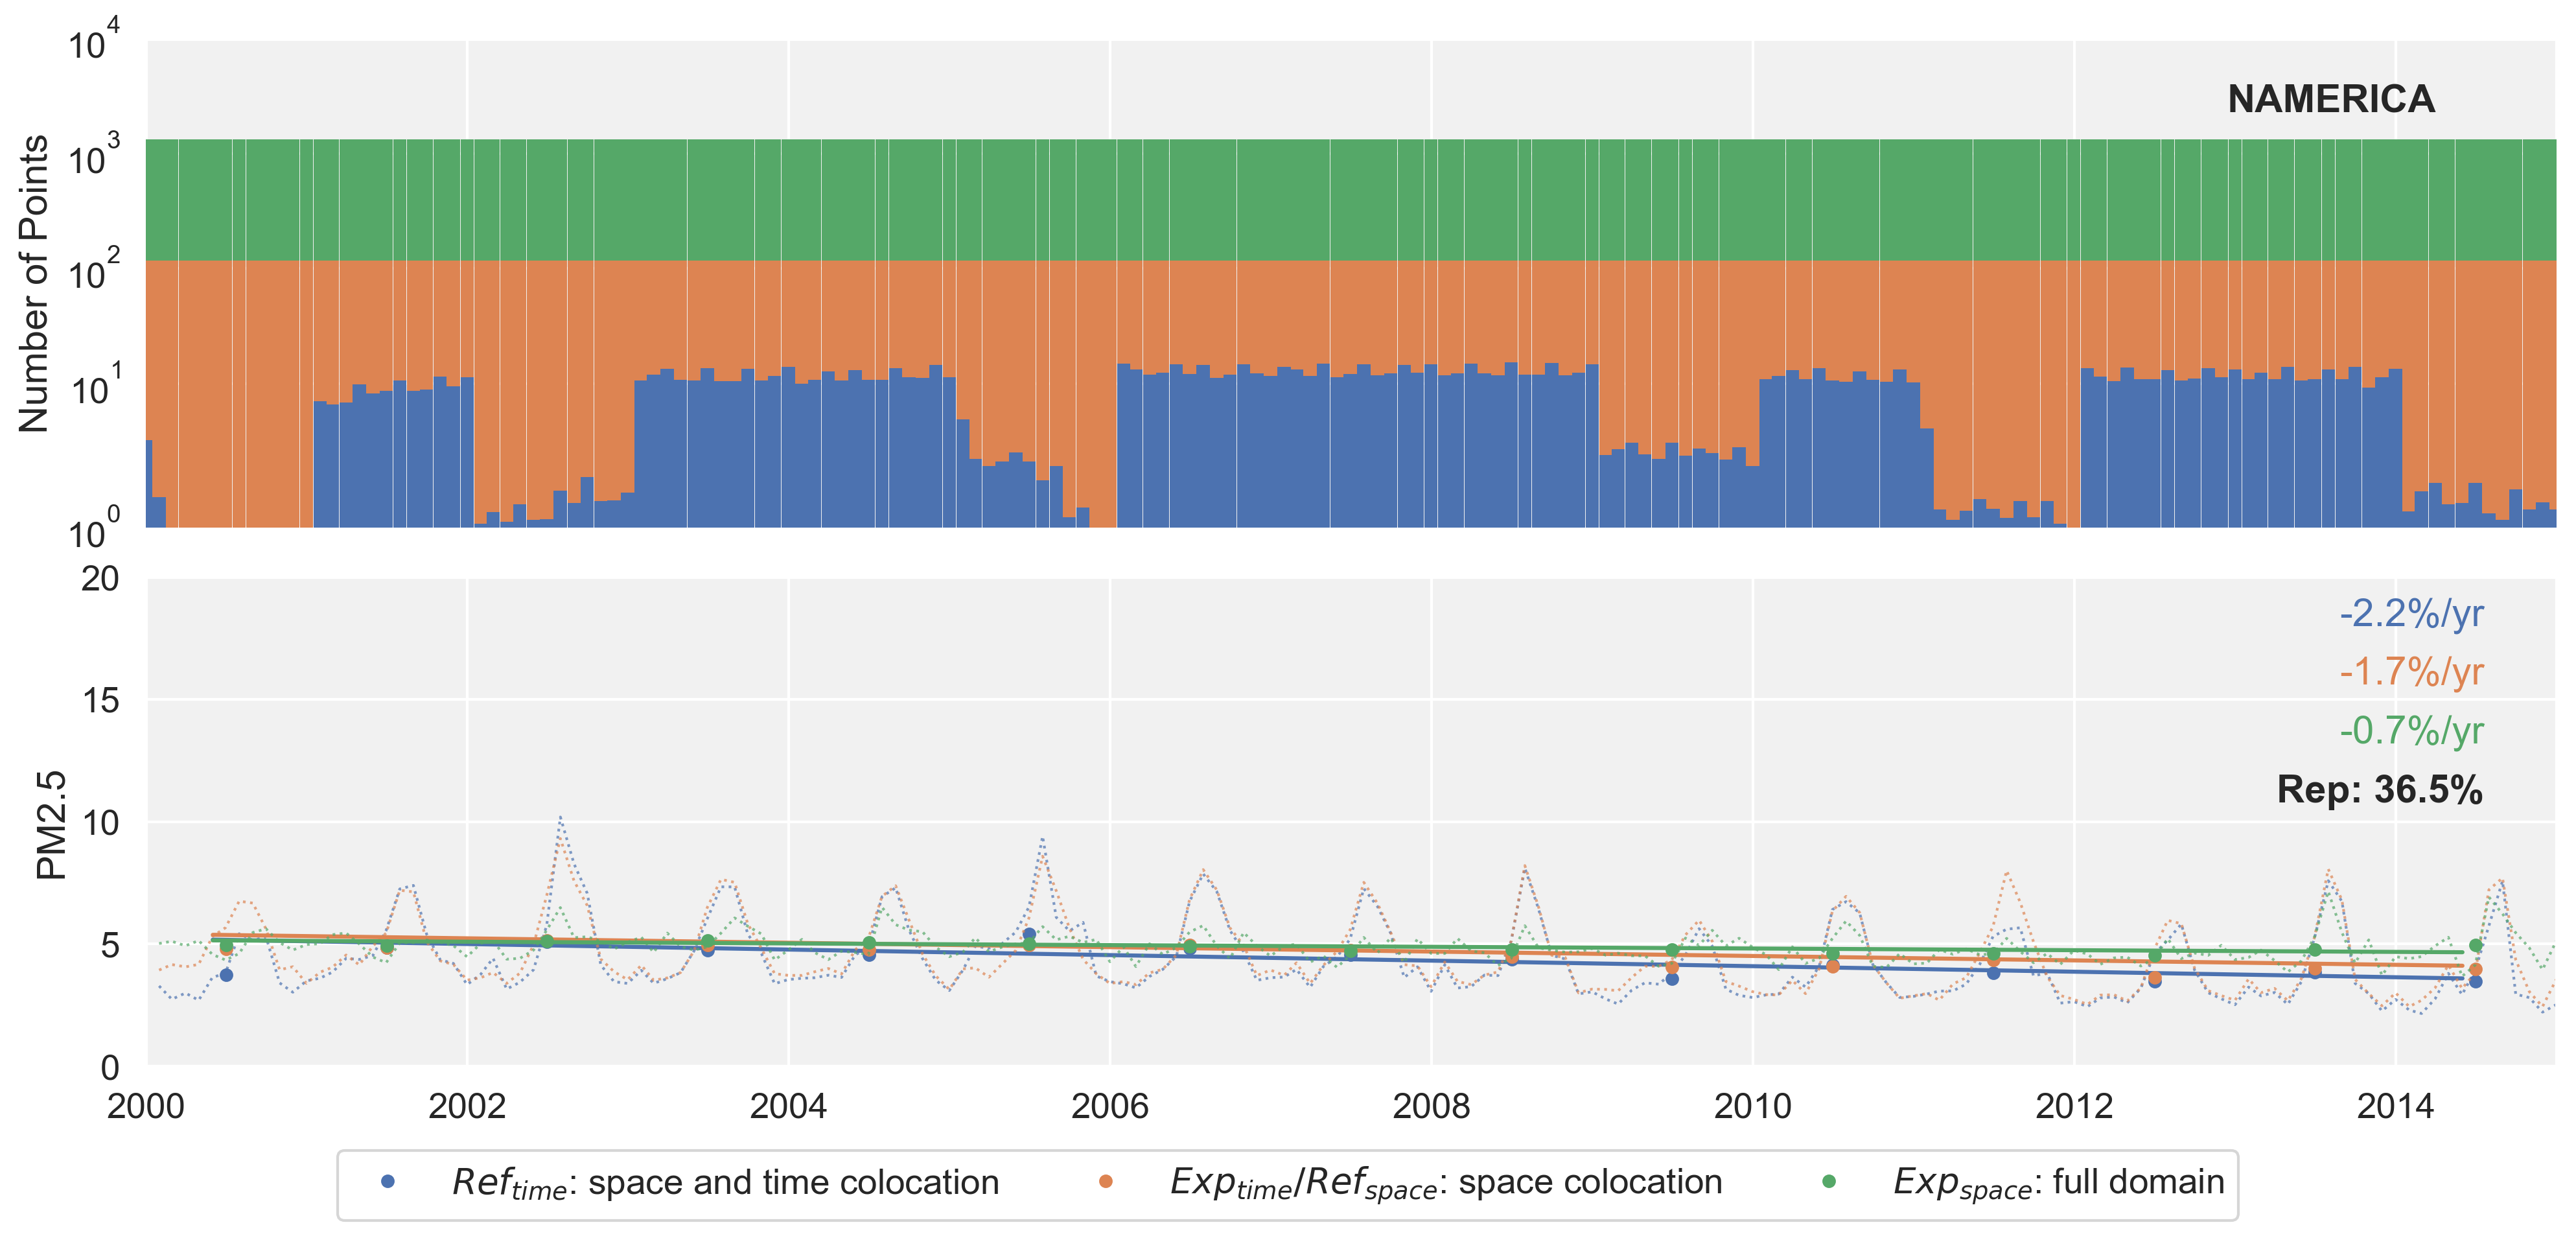 10^4
NAMERICA
10^3
10^2
10^1
10^0
Number of Points
20
-2.2%/yr
-1.7%/yr
15
-0.7%/yr
Rep: 36.5%
10
5
0
PM2.5
2000 2002 2004 2006 2008 2010 2012 2014
Ref_time: space and time colocation Exp_time/Ref_space: space colocation Exp_space: full domain